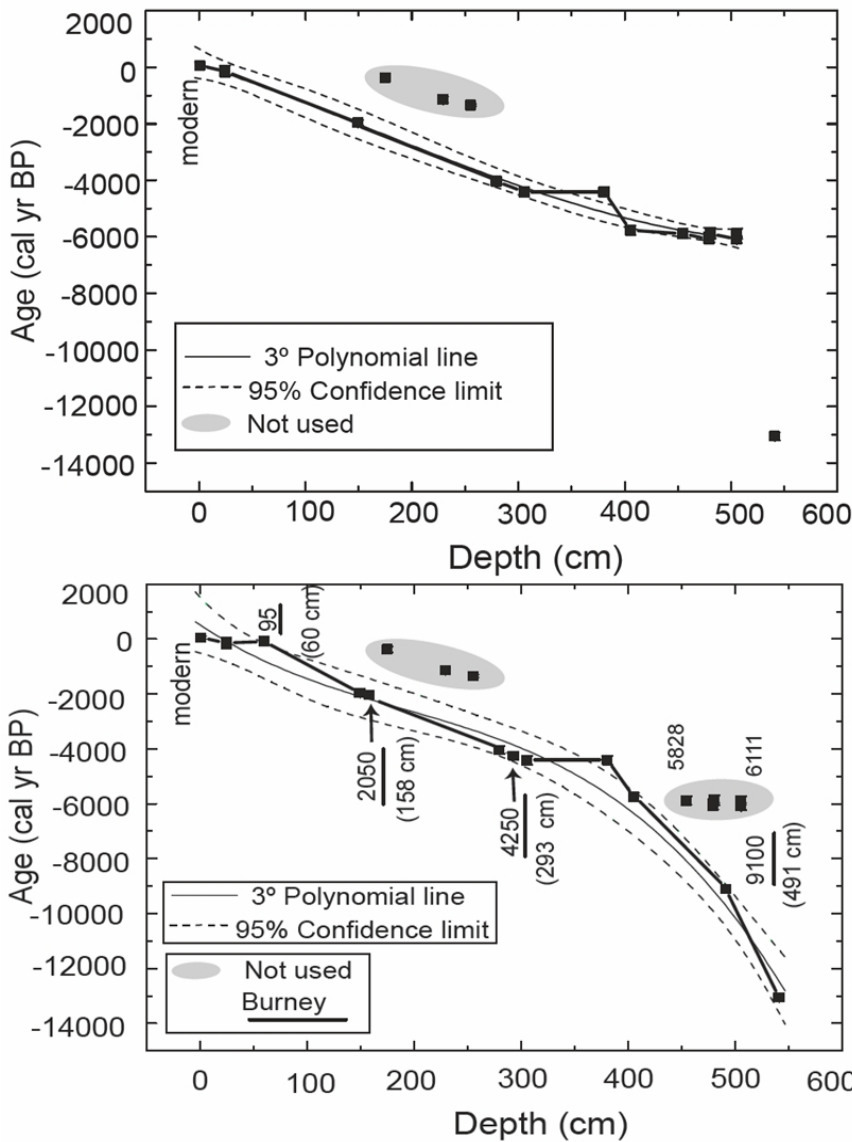 2000
0
-2000
-4000
-6000
-8000
-10000
-12000
-14000
Age (cal yr BP)
modern
3º Polynomial line
95% Confidence limit
Not used
0 100 200 300 400 500 600
Depth (cm)
2000
0
-2000
-4000
-6000
-8000
-10000
-12000
-14000
Age (cal yr BP)
modern
95
(60 cm)
2050
(158 cm)
4250
(293 cm)
5828
6111
9100
(491 cm)
3º Polynomial line
95% Confidence limit
Not used
Burney
0 100 200 300 400 500 600
Depth (cm)